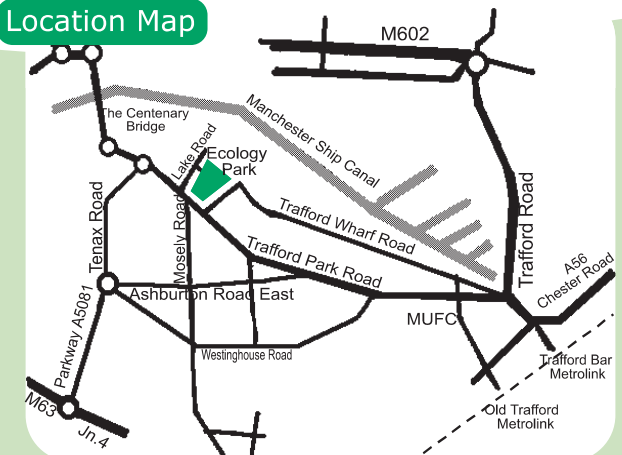 Location Map
M602
The Centenary
Bridge
Manchester Ship Canal
Lake Road
Ecology
Park
Tenax Road
Mosely Road
Trafford Wharf Road
Trafford Road
Trafford Park Road
A56
Chester Road
Ashburton Road East
Parkway A5081
MUFC
Westinghouse Road
Trafford Bar
Metrolink
M63
Jn.4
Old Trafford
Metrolink